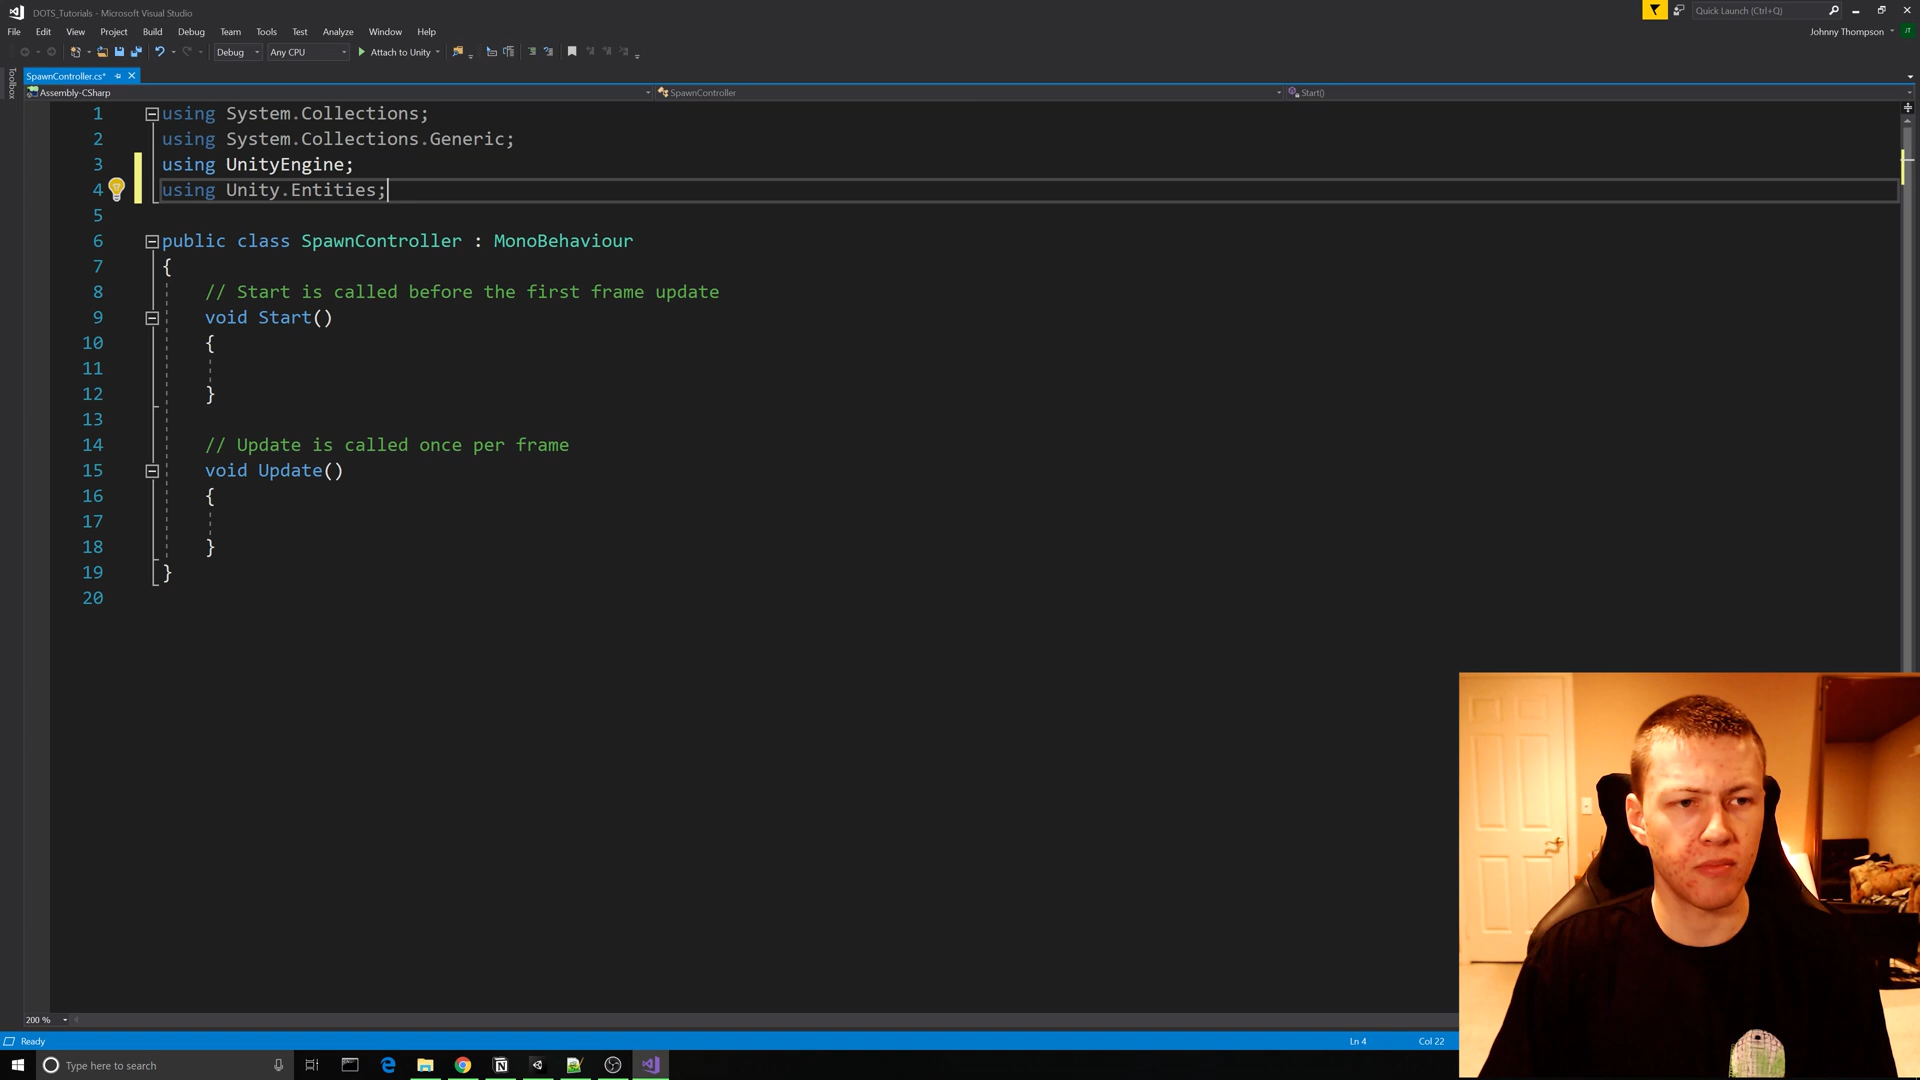 DOTS_Tutorials - Microsoft Visual Studio
Quick Launch (Ctrl+Q)
File Edit View Project Build Debug Team Tools Test Analyze Window Help
Johnny Thompson JT
Debug Any CPU Attach to Unity
Toolbox
SpawnController.cs*
Assembly-CSharp SpawnController Start()
1 using System.Collections;
2 using System.Collections.Generic;
3 using UnityEngine;
4 using Unity.Entities;
5
6 public class SpawnController : MonoBehaviour
7 {
8 // Start is called before the first frame update
9 void Start()
10 {
11
12 }
13
14 // Update is called once per frame
15 void Update()
16 {
17
18 }
19 }
20
200 %
Ready Ln 4 Col 22
Type here to search